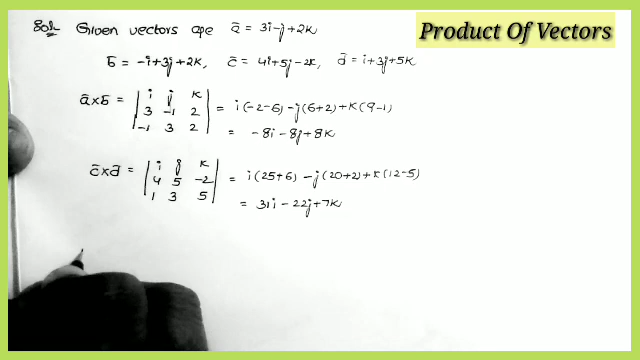 Product Of Vectors
Sol: Given vectors are ā = 3i-j+2k
b̄ = -i+3j+2k, c̄ = 4i+5j-2k, d̄ = i+3j+5k
ā×b̄ = | i j k | = i(-2-6) -j(6+2)+k(9-1)
3 -1 2
-1 3 2
= -8i-8j+8k
c̄×d̄ = | i j k |
4 5 -2 = i(25+6) -j(20+2)+k(12-5)
1 3 5 = 31i-22j+7k